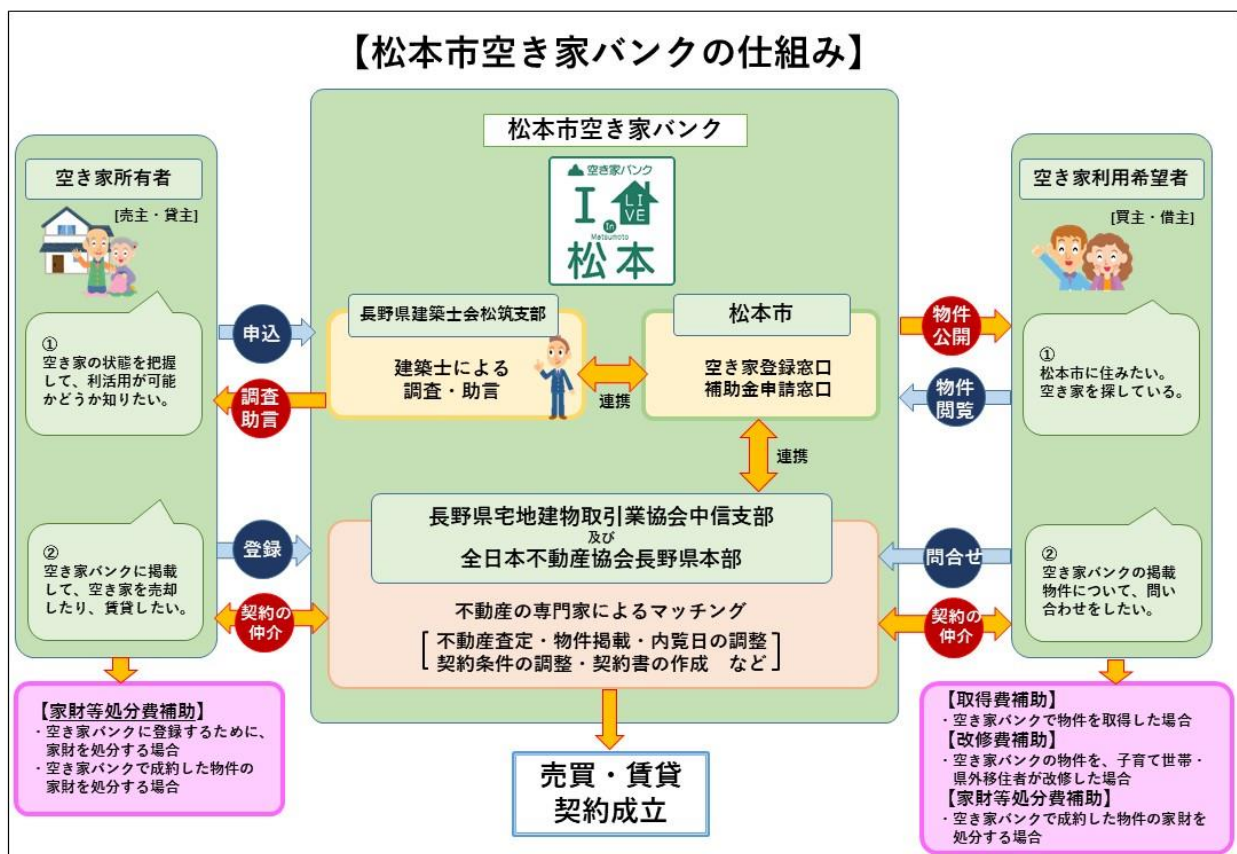 【松本市空き家バンクの仕組み】
空き家所有者
[売主・貸主]
①
空き家の状態を把握
して、利活用が可能
かどうか知りたい。
②
空き家バンクに掲載
して、空き家を売却
したり、賃貸したい。
【家財等処分費補助】
・空き家バンクに登録するために、
家財を処分する場合
・空き家バンクで成約した物件の
家財を処分する場合
申込
調査
助言
登録
契約の
仲介
松本市空き家バンク
空き家バンク
I
LI
VE
in
Matsumoto
松本
長野県建築士会松筑支部
建築士による
調査・助言
連携
松本市
空き家登録窓口
補助金申請窓口
連携
長野県宅地建物取引業協会中信支部
及び
全日本不動産協会長野県本部
不動産の専門家によるマッチング
不動産査定・物件掲載・内覧日の調整
契約条件の調整・契約書の作成　など
売買・賃貸
契約成立
物件
公開
物件
閲覧
問合せ
契約の
仲介
空き家利用希望者
[買主・借主]
①
松本市に住みたい。
空き家を探している。
②
空き家バンクの掲載
物件について、問い
合わせをしたい。
【取得費補助】
・空き家バンクで物件を取得した場合
【改修費補助】
・空き家バンクの物件を、子育て世帯・
県外移住者が改修した場合
【家財等処分費補助】
・空き家バンクで成約した物件の家財を
処分する場合